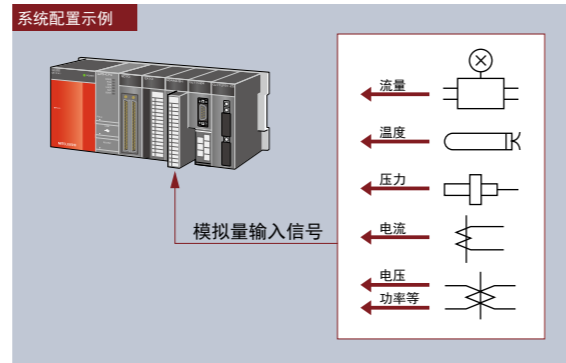 系统配置示例
流量
温度
压力
模拟量输入信号
电流
电压
功率等